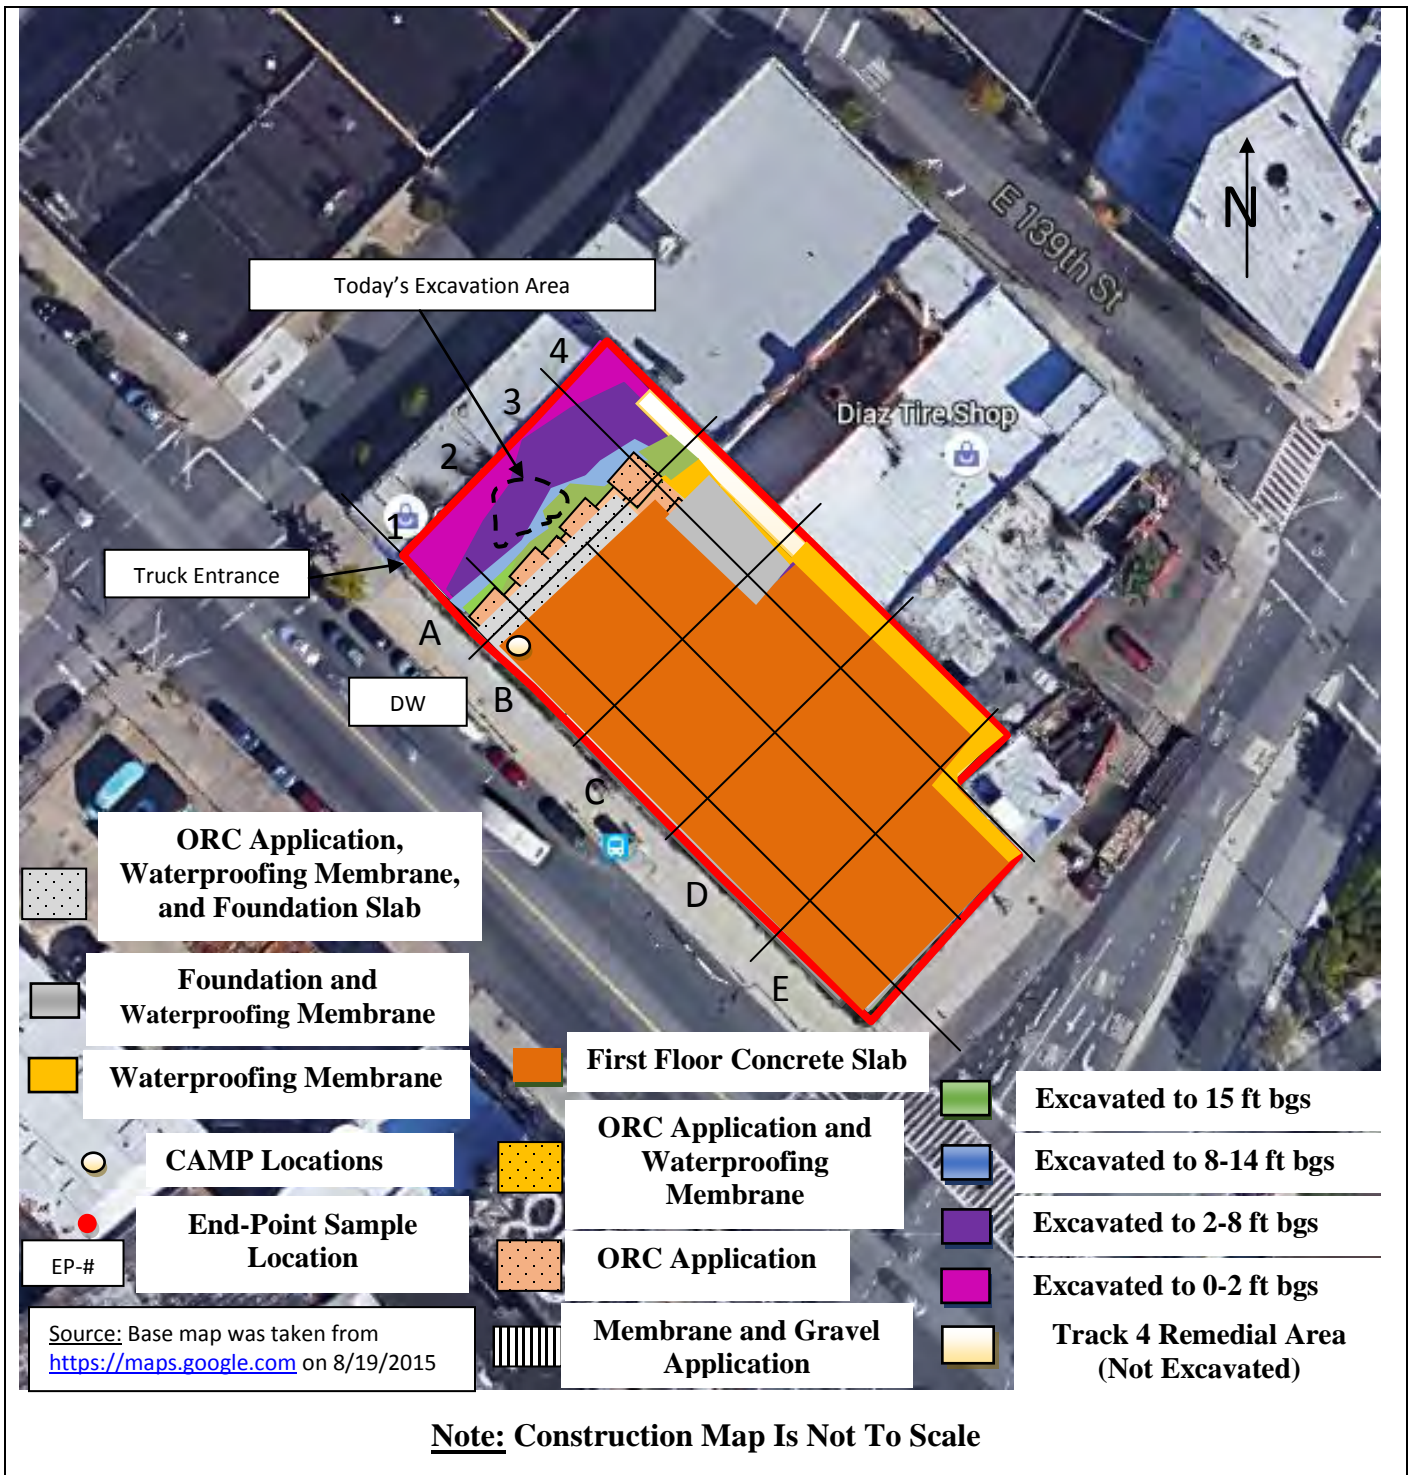 N
E 139th St
Today's Excavation Area
4
3
Diaz Tire Shop
2
1
Truck Entrance
A
DW
B
C
D
E
ORC Application,
Waterproofing Membrane,
and Foundation Slab
Foundation and
Waterproofing Membrane
Waterproofing Membrane
CAMP Locations
End-Point Sample
Location
EP-#
Source: Base map was taken from
https://maps.google.com on 8/19/2015
First Floor Concrete Slab
ORC Application and
Waterproofing
Membrane
ORC Application
Membrane and Gravel
Application
Excavated to 15 ft bgs
Excavated to 8-14 ft bgs
Excavated to 2-8 ft bgs
Excavated to 0-2 ft bgs
Track 4 Remedial Area
(Not Excavated)
Note: Construction Map Is Not To Scale